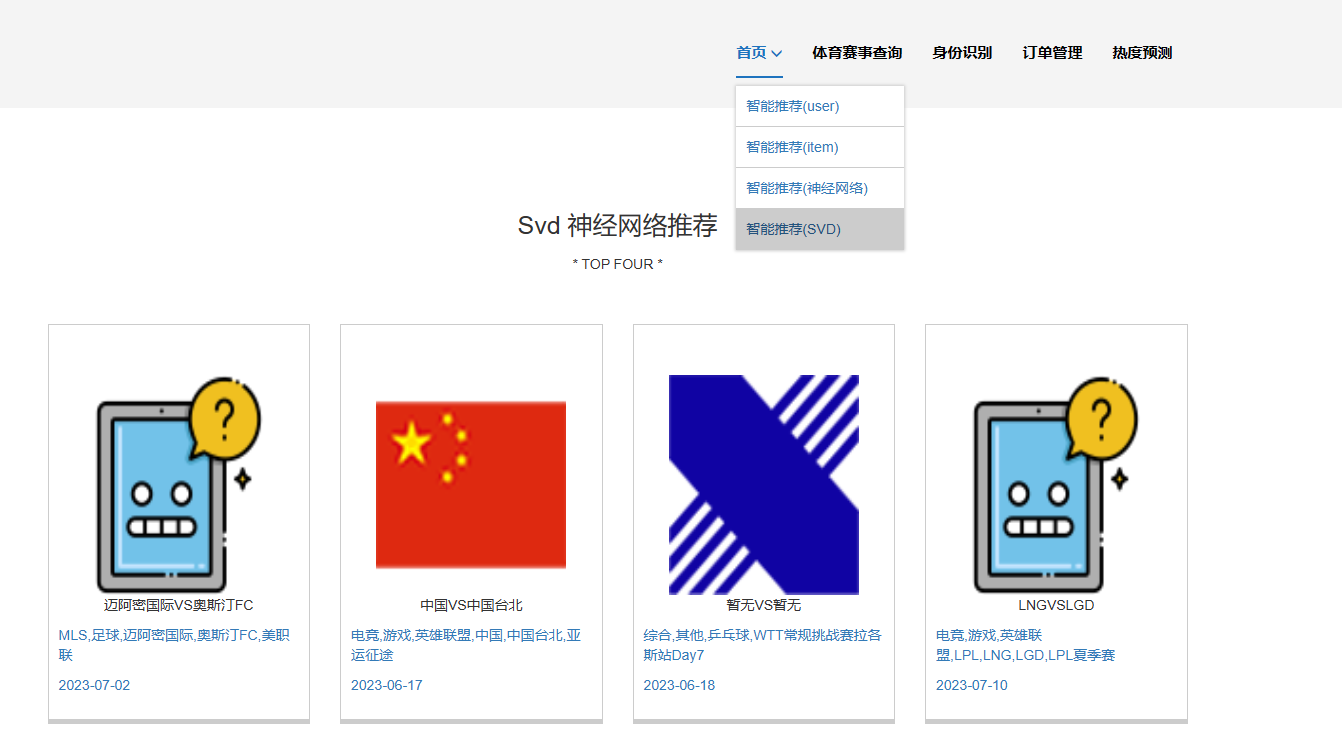 首页
体育赛事查询
身份识别
订单管理
热度预测
智能推荐(user)
智能推荐(item)
智能推荐(神经网络)
智能推荐(SVD)
Svd 神经网络推荐
* TOP FOUR *
?
?
迈阿密国际VS奥斯汀FC
MLS,足球,迈阿密国际,奥斯汀FC,美职
联
2023-07-02
中国VS中国台北
电竞,游戏,英雄联盟,中国,中国台北,亚
运征途
2023-06-17
暂无VS暂无
综合,其他,乒乓球,WTT常规挑战赛拉各
斯站Day7
2023-06-18
LNGVSLGD
电竞,游戏,英雄联
盟,LPL,LNG,LGD,LPL夏季赛
2023-07-10